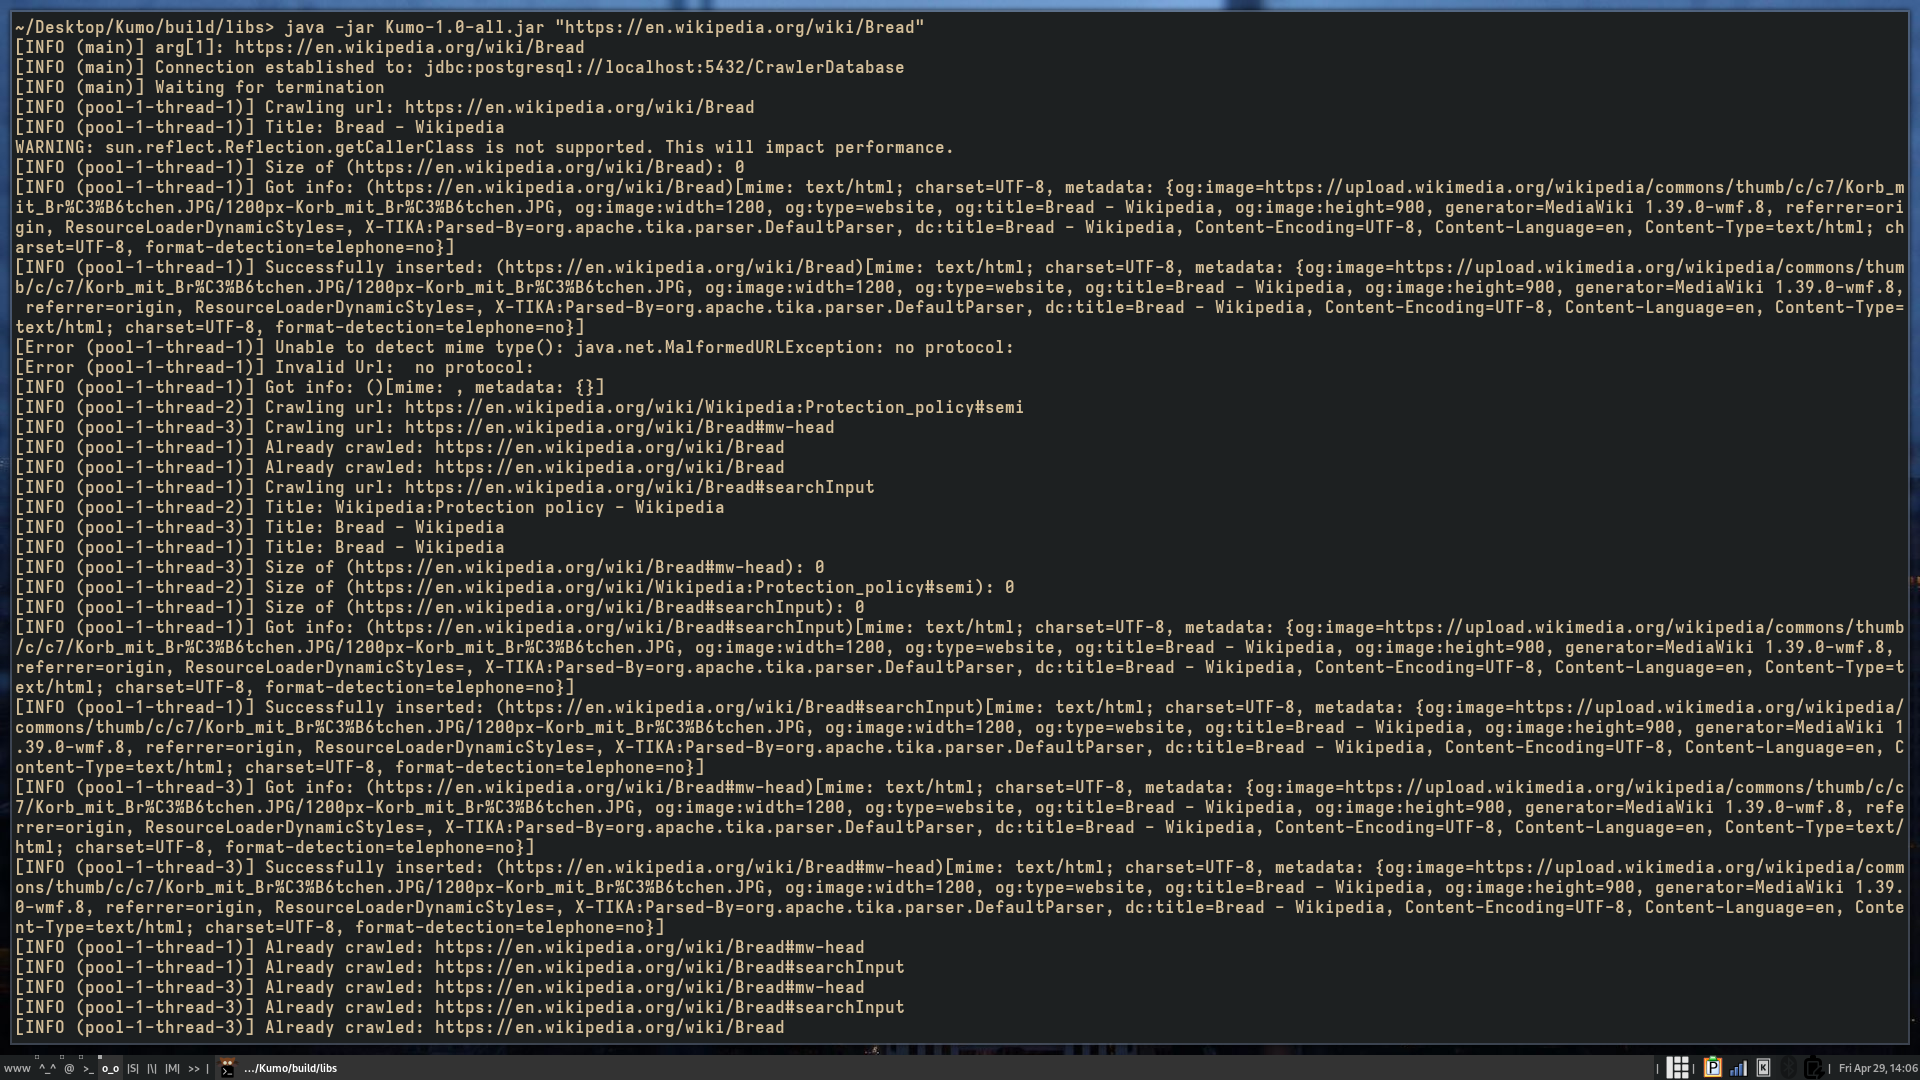 ~/Desktop/Kumo/build/libs> java -jar Kumo-1.0-all.jar "https://en.wikipedia.org/wiki/Bread"
[INFO (main)] arg[1]: https://en.wikipedia.org/wiki/Bread
[INFO (main)] Connection established to: jdbc:postgresql://localhost:5432/CrawlerDatabase
[INFO (main)] Waiting for termination
[INFO (pool-1-thread-1)] Crawling url: https://en.wikipedia.org/wiki/Bread
[INFO (pool-1-thread-1)] Title: Bread - Wikipedia
WARNING: sun.reflect.Reflection.getCallerClass is not supported. This will impact performance.
[INFO (pool-1-thread-1)] Size of (https://en.wikipedia.org/wiki/Bread): 0
[INFO (pool-1-thread-1)] Got info: (https://en.wikipedia.org/wiki/Bread)[mime: text/html; charset=UTF-8, metadata: {og:image=https://upload.wikimedia.org/wikipedia/commons/thumb/c/c7/Korb_m
it_Br%C3%B6tchen.JPG/1200px-Korb_mit_Br%C3%B6tchen.JPG, og:image:width=1200, og:type=website, og:title=Bread - Wikipedia, og:image:height=900, generator=MediaWiki 1.39.0-wmf.8, referrer=ori
gin, ResourceLoaderDynamicStyles=, X-TIKA:Parsed-By=org.apache.tika.parser.DefaultParser, dc:title=Bread - Wikipedia, Content-Encoding=UTF-8, Content-Language=en, Content-Type=text/html; ch
arset=UTF-8, format-detection=telephone=no}]
[INFO (pool-1-thread-1)] Successfully inserted: (https://en.wikipedia.org/wiki/Bread)[mime: text/html; charset=UTF-8, metadata: {og:image=https://upload.wikimedia.org/wikipedia/commons/thum
b/c/c7/Korb_mit_Br%C3%B6tchen.JPG/1200px-Korb_mit_Br%C3%B6tchen.JPG, og:image:width=1200, og:type=website, og:title=Bread - Wikipedia, og:image:height=900, generator=MediaWiki 1.39.0-wmf.8,
 referrer=origin, ResourceLoaderDynamicStyles=, X-TIKA:Parsed-By=org.apache.tika.parser.DefaultParser, dc:title=Bread - Wikipedia, Content-Encoding=UTF-8, Content-Language=en, Content-Type=
text/html; charset=UTF-8, format-detection=telephone=no}]
[Error (pool-1-thread-1)] Unable to detect mime type(): java.net.MalformedURLException: no protocol:
[Error (pool-1-thread-1)] Invalid Url:  no protocol:
[INFO (pool-1-thread-1)] Got info: ()[mime: , metadata: {}]
[INFO (pool-1-thread-2)] Crawling url: https://en.wikipedia.org/wiki/Wikipedia:Protection_policy#semi
[INFO (pool-1-thread-3)] Crawling url: https://en.wikipedia.org/wiki/Bread#mw-head
[INFO (pool-1-thread-1)] Already crawled: https://en.wikipedia.org/wiki/Bread
[INFO (pool-1-thread-1)] Already crawled: https://en.wikipedia.org/wiki/Bread
[INFO (pool-1-thread-1)] Crawling url: https://en.wikipedia.org/wiki/Bread#searchInput
[INFO (pool-1-thread-2)] Title: Wikipedia:Protection policy - Wikipedia
[INFO (pool-1-thread-3)] Title: Bread - Wikipedia
[INFO (pool-1-thread-1)] Title: Bread - Wikipedia
[INFO (pool-1-thread-3)] Size of (https://en.wikipedia.org/wiki/Bread#mw-head): 0
[INFO (pool-1-thread-2)] Size of (https://en.wikipedia.org/wiki/Wikipedia:Protection_policy#semi): 0
[INFO (pool-1-thread-1)] Size of (https://en.wikipedia.org/wiki/Bread#searchInput): 0
[INFO (pool-1-thread-1)] Got info: (https://en.wikipedia.org/wiki/Bread#searchInput)[mime: text/html; charset=UTF-8, metadata: {og:image=https://upload.wikimedia.org/wikipedia/commons/thumb
/c/c7/Korb_mit_Br%C3%B6tchen.JPG/1200px-Korb_mit_Br%C3%B6tchen.JPG, og:image:width=1200, og:type=website, og:title=Bread - Wikipedia, og:image:height=900, generator=MediaWiki 1.39.0-wmf.8,
referrer=origin, ResourceLoaderDynamicStyles=, X-TIKA:Parsed-By=org.apache.tika.parser.DefaultParser, dc:title=Bread - Wikipedia, Content-Encoding=UTF-8, Content-Language=en, Content-Type=t
ext/html; charset=UTF-8, format-detection=telephone=no}]
[INFO (pool-1-thread-1)] Successfully inserted: (https://en.wikipedia.org/wiki/Bread#searchInput)[mime: text/html; charset=UTF-8, metadata: {og:image=https://upload.wikimedia.org/wikipedia/
commons/thumb/c/c7/Korb_mit_Br%C3%B6tchen.JPG/1200px-Korb_mit_Br%C3%B6tchen.JPG, og:image:width=1200, og:type=website, og:title=Bread - Wikipedia, og:image:height=900, generator=MediaWiki 1
.39.0-wmf.8, referrer=origin, ResourceLoaderDynamicStyles=, X-TIKA:Parsed-By=org.apache.tika.parser.DefaultParser, dc:title=Bread - Wikipedia, Content-Encoding=UTF-8, Content-Language=en, C
ontent-Type=text/html; charset=UTF-8, format-detection=telephone=no}]
[INFO (pool-1-thread-3)] Got info: (https://en.wikipedia.org/wiki/Bread#mw-head)[mime: text/html; charset=UTF-8, metadata: {og:image=https://upload.wikimedia.org/wikipedia/commons/thumb/c/c
7/Korb_mit_Br%C3%B6tchen.JPG/1200px-Korb_mit_Br%C3%B6tchen.JPG, og:image:width=1200, og:type=website, og:title=Bread - Wikipedia, og:image:height=900, generator=MediaWiki 1.39.0-wmf.8, refe
rrer=origin, ResourceLoaderDynamicStyles=, X-TIKA:Parsed-By=org.apache.tika.parser.DefaultParser, dc:title=Bread - Wikipedia, Content-Encoding=UTF-8, Content-Language=en, Content-Type=text/
html; charset=UTF-8, format-detection=telephone=no}]
[INFO (pool-1-thread-3)] Successfully inserted: (https://en.wikipedia.org/wiki/Bread#mw-head)[mime: text/html; charset=UTF-8, metadata: {og:image=https://upload.wikimedia.org/wikipedia/comm
ons/thumb/c/c7/Korb_mit_Br%C3%B6tchen.JPG/1200px-Korb_mit_Br%C3%B6tchen.JPG, og:image:width=1200, og:type=website, og:title=Bread - Wikipedia, og:image:height=900, generator=MediaWiki 1.39.
0-wmf.8, referrer=origin, ResourceLoaderDynamicStyles=, X-TIKA:Parsed-By=org.apache.tika.parser.DefaultParser, dc:title=Bread - Wikipedia, Content-Encoding=UTF-8, Content-Language=en, Conte
nt-Type=text/html; charset=UTF-8, format-detection=telephone=no}]
[INFO (pool-1-thread-1)] Already crawled: https://en.wikipedia.org/wiki/Bread#mw-head
[INFO (pool-1-thread-1)] Already crawled: https://en.wikipedia.org/wiki/Bread#searchInput
[INFO (pool-1-thread-3)] Already crawled: https://en.wikipedia.org/wiki/Bread#mw-head
[INFO (pool-1-thread-3)] Already crawled: https://en.wikipedia.org/wiki/Bread#searchInput
[INFO (pool-1-thread-3)] Already crawled: https://en.wikipedia.org/wiki/Bread
www ^_^ @ >_ o_o |S| |\| |M| >> | .../Kumo/build/libs | | P K | Fri Apr 29, 14:06